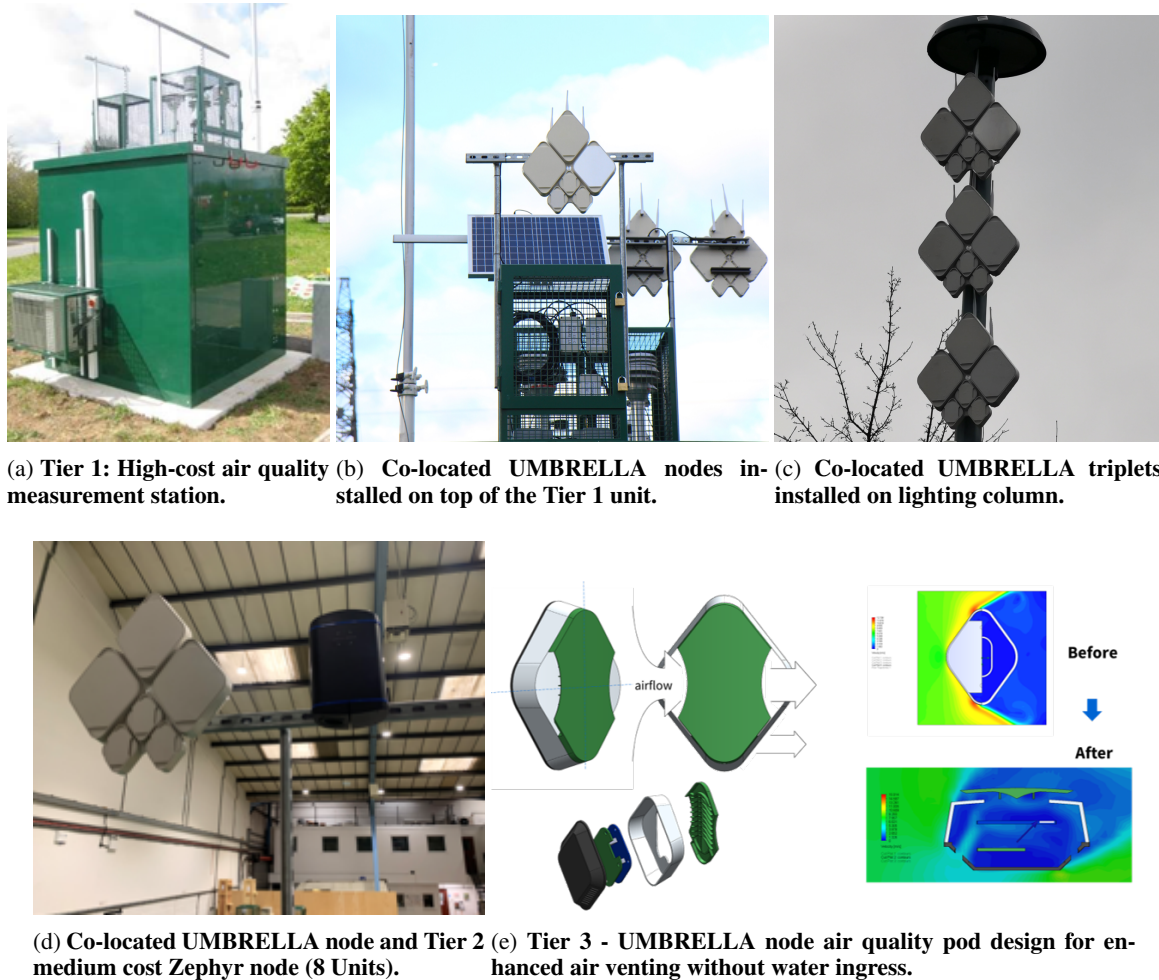 (a) Tier 1: High-cost air quality
measurement station.
(b) Co-located UMBRELLA nodes in-
stalled on top of the Tier 1 unit.
(c) Co-located UMBRELLA triplets
installed on lighting column.
airflow
Before
After
(d) Co-located UMBRELLA node and Tier 2
medium cost Zephyr node (8 Units).
(e) Tier 3 - UMBRELLA node air quality pod design for en-
hanced air venting without water ingress.